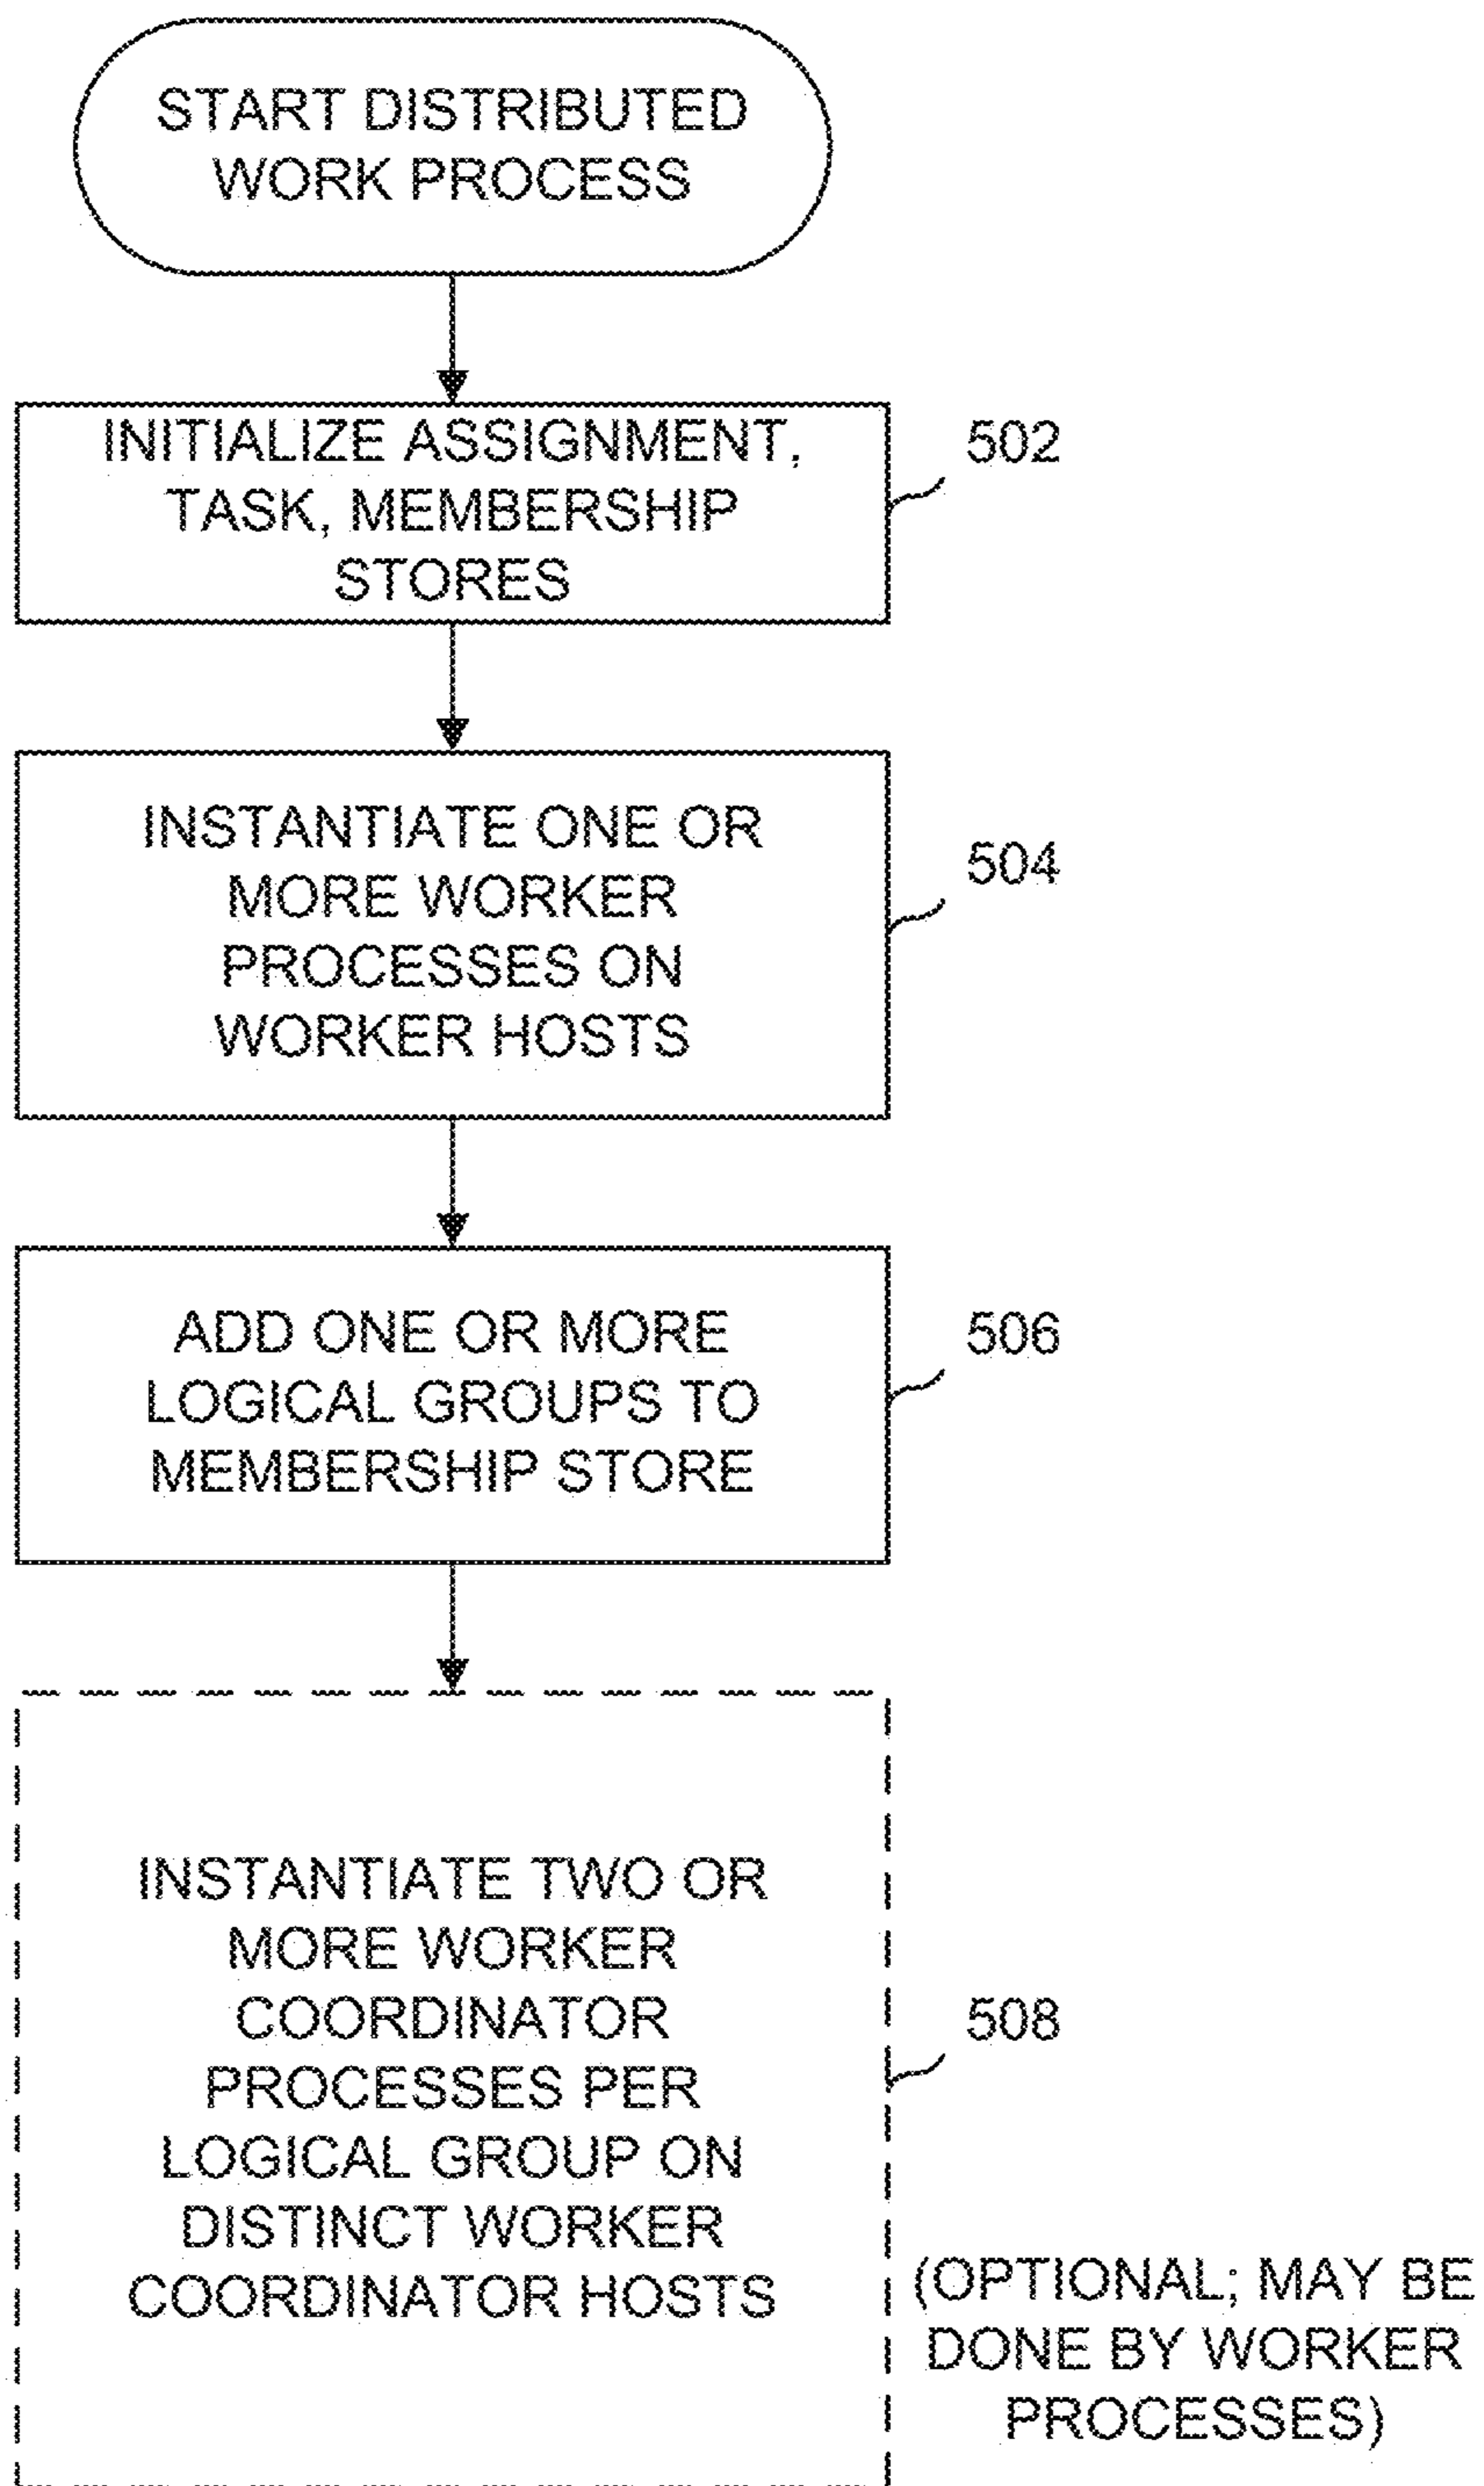 START DISTRIBUTED
WORK PROCESS
INITIALIZE ASSIGNMENT,
TASK, MEMBERSHIP
STORES
502
INSTANTIATE ONE OR
MORE WORKER
PROCESSES ON
WORKER HOSTS
504
ADD ONE OR MORE
LOGICAL GROUPS TO
MEMBERSHIP STORE
506
INSTANTIATE TWO OR
MORE WORKER
COORDINATOR
PROCESSES PER
LOGICAL GROUP ON
DISTINCT WORKER
COORDINATOR HOSTS
508
(OPTIONAL; MAY BE
DONE BY WORKER
PROCESSES)